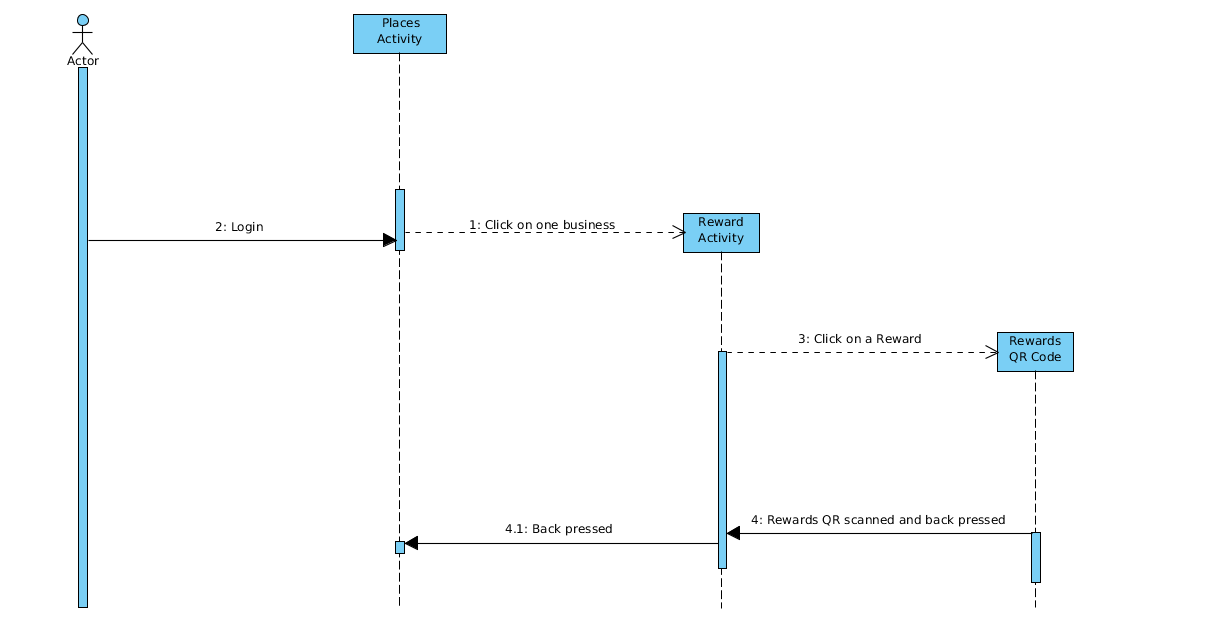 Places
Activity
Actor
2: Login
1: Click on one business
Reward
Activity
3: Click on a Reward
Rewards
QR Code
4: Rewards QR scanned and back pressed
4.1: Back pressed